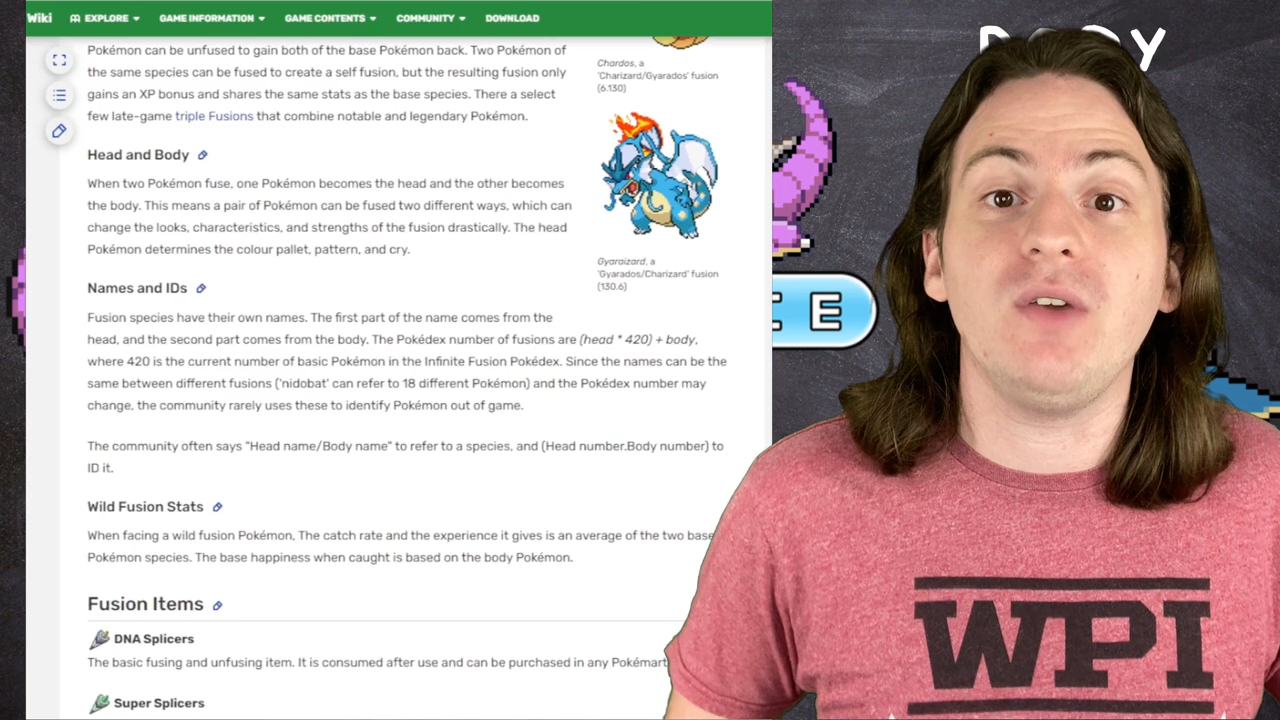 Wiki EXPLORE GAME INFORMATION GAME CONTENTS COMMUNITY DOWNLOAD
Pokémon can be unfused to gain both of the base Pokémon back. Two Pokémon of
the same species can be fused to create a self fusion, but the resulting fusion only
gains an XP bonus and shares the same stats as the base species. There a select
few late-game triple Fusions that combine notable and legendary Pokémon.
Chardos, a
'Charizard/Gyarados' fusion
(6.130)
Head and Body
When two Pokémon fuse, one Pokémon becomes the head and the other becomes
the body. This means a pair of Pokémon can be fused two different ways, which can
change the looks, characteristics, and strengths of the fusion drastically. The head
Pokémon determines the colour pallet, pattern, and cry.
Gyaraizard, a
'Gyarados/Charizard' fusion
(130.6)
Names and IDs
Fusion species have their own names. The first part of the name comes from the
head, and the second part comes from the body. The Pokédex number of fusions are (head * 420) + body,
where 420 is the current number of basic Pokémon in the Infinite Fusion Pokédex. Since the names can be the
same between different fusions ('nidobat' can refer to 18 different Pokémon) and the Pokédex number may
change, the community rarely uses these to identify Pokémon out of game.
The community often says "Head name/Body name" to refer to a species, and (Head number.Body number) to
ID it.
Wild Fusion Stats
When facing a wild fusion Pokémon, The catch rate and the experience it gives is an average of the two base
Pokémon species. The base happiness when caught is based on the body Pokémon.
Fusion Items
DNA Splicers
The basic fusing and unfusing item. It is consumed after use and can be purchased in any Pokémart
Super Splicers
E
WPI